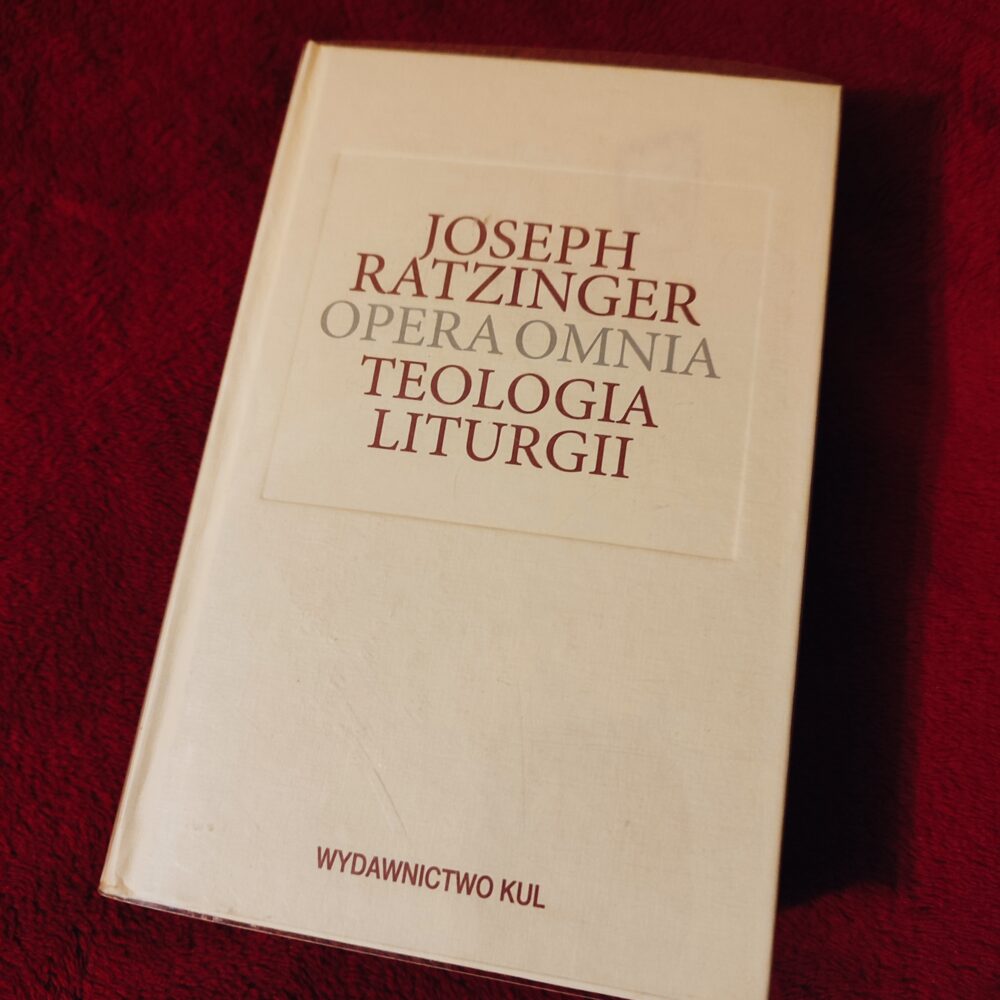 JOSEPH
RATZINGER
OPERA OMNIA
TEOLOGIA
LITURGII
WYDAWNICTWO KUL